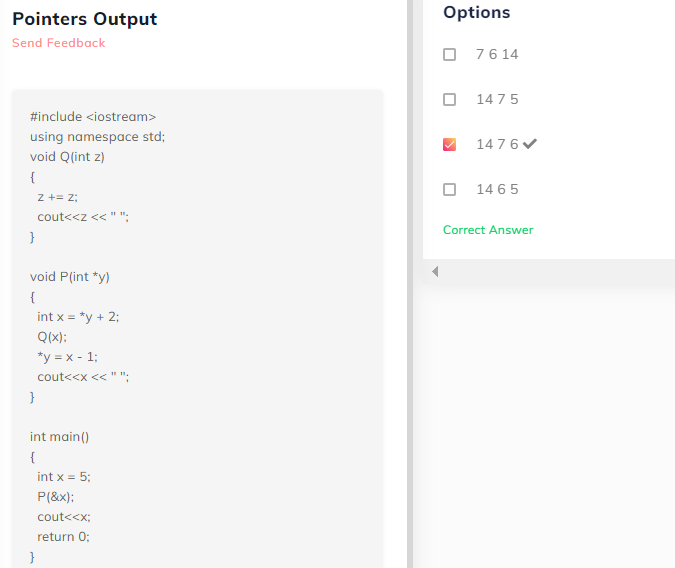 Pointers Output
Send Feedback
#include <iostream>
using namespace std;
void Q(int z)
{
z += z;
cout<<z << " ";
}
void P(int *y)
{
int x = *y + 2;
Q(x);
*y = x - 1;
cout<<x << " ";
}
int main()
{
int x = 5;
P(&x);
cout<<x;
return 0;
}
Options
7 6 14
14 7 5
14 7 6
14 6 5
Correct Answer